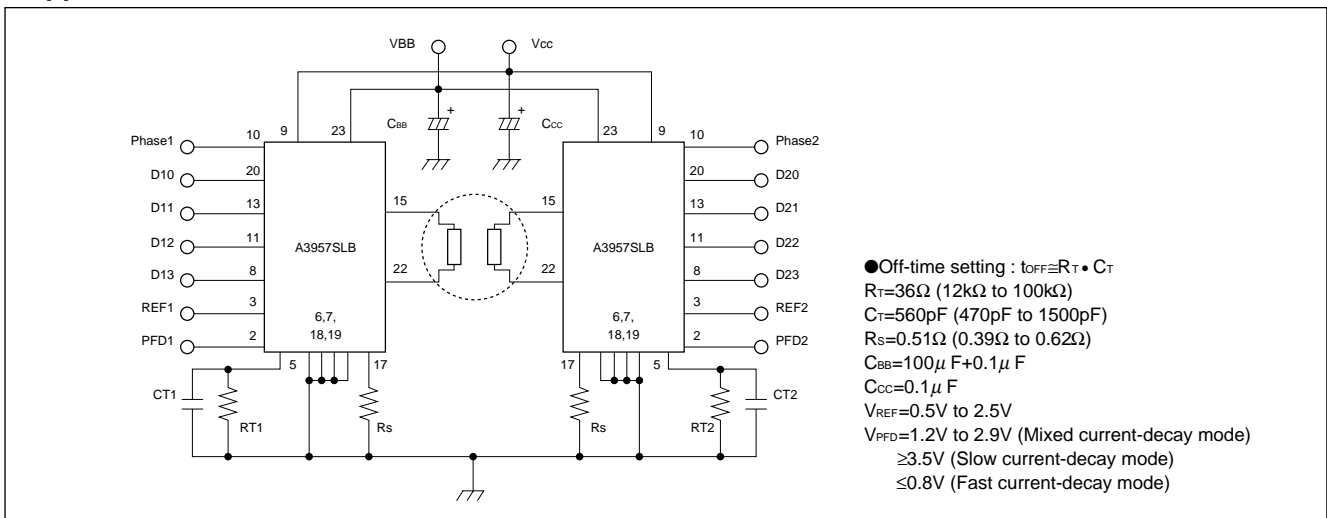 VBB Vcc
CBB + CCC +
Phase1 10 9 23 23 9 10 Phase2
D10 20 20 D20
D11 13 15 15 13 D21
D12 11 A3957SLB A3957SLB 11 D22
D13 8 22 22 8 D23
REF1 3 6,7, 6,7, 3 REF2
PFD1 2 18,19 18,19 2 PFD2
5 17 17 5
CT1 RT1 Rs Rs RT2 CT2
●Off-time setting : tOFF≅RT • CT
RT=36Ω (12kΩ to 100kΩ)
CT=560pF (470pF to 1500pF)
RS=0.51Ω (0.39Ω to 0.62Ω)
CBB=100μ F+0.1μ F
CCC=0.1μ F
VREF=0.5V to 2.5V
VPFD=1.2V to 2.9V (Mixed current-decay mode)
≥3.5V (Slow current-decay mode)
≤0.8V (Fast current-decay mode)